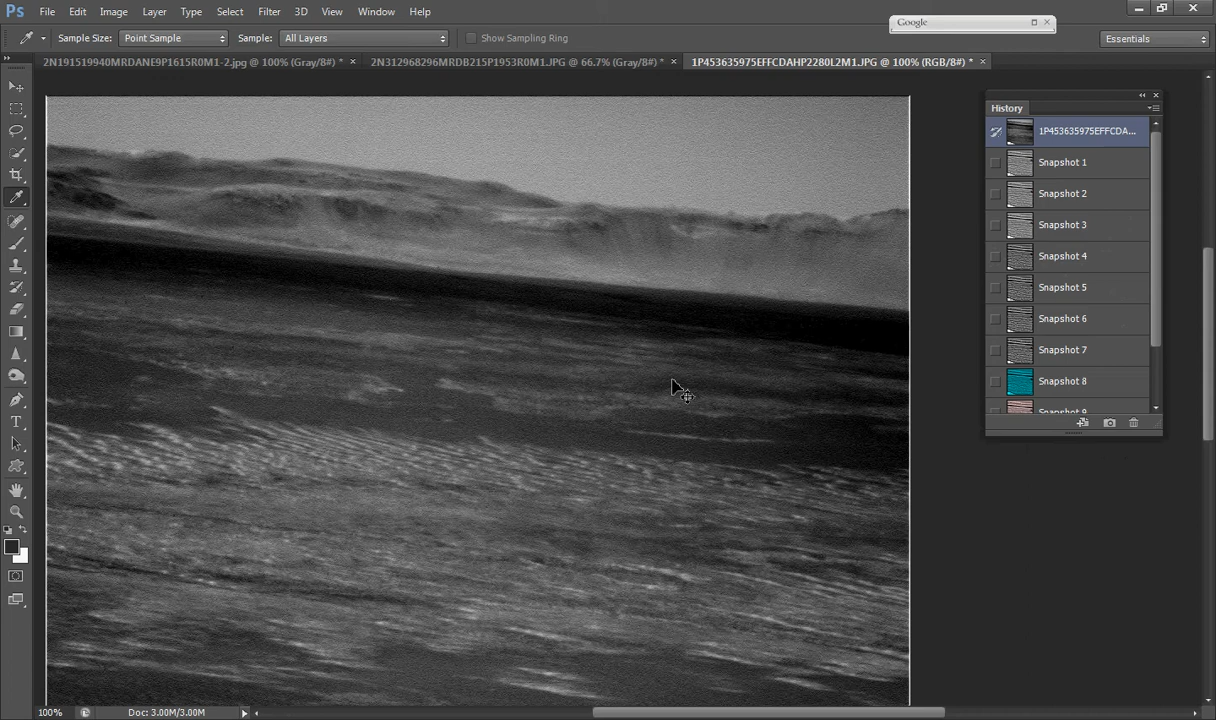 Ps File Edit Image Layer Type Select Filter 3D View Window Help
Google
Sample Size: Point Sample Sample: All Layers Show Sampling Ring Essentials
2N191519940MRDANE9P1615R0M1-2.jpg @ 100% (Gray/8#) * 2N312968296MRDB215P1953R0M1.JPG @ 66.7% (Gray/8#) * 1P453635975EFFCDAHP2280L2M1.JPG @ 100% (RGB/8#) *
History
1P453635975EFFCDA...
Snapshot 1
Snapshot 2
Snapshot 3
Snapshot 4
Snapshot 5
Snapshot 6
Snapshot 7
Snapshot 8
Snapshot 9
100% Doc: 3.00M/3.00M